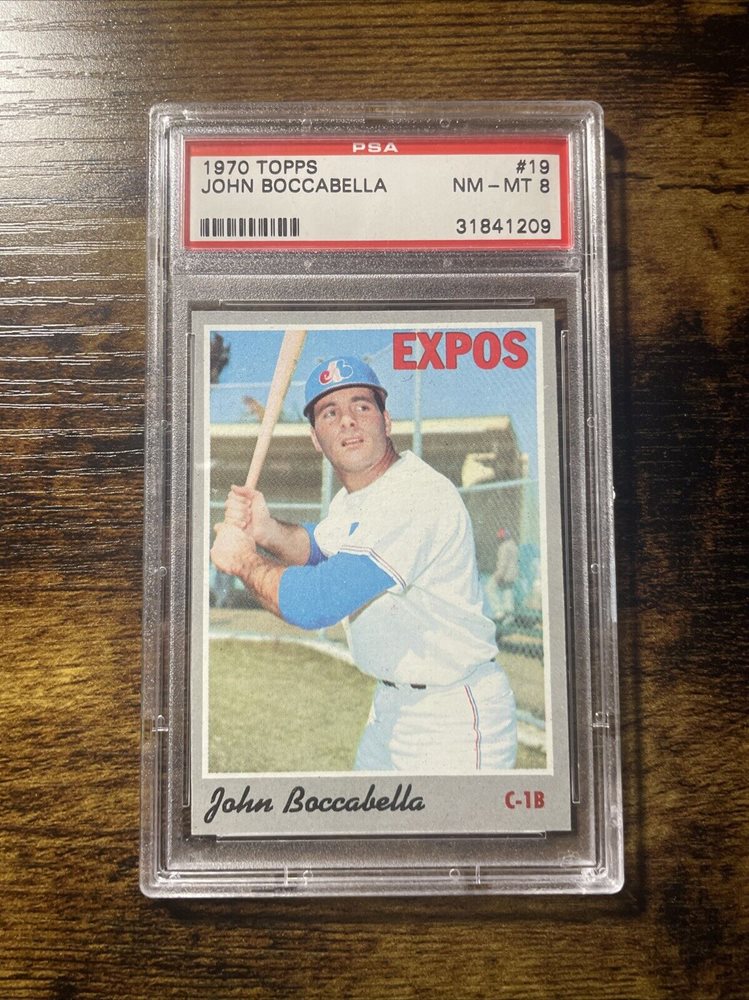 PSA
1970 TOPPS #19
JOHN BOCCABELLA NM - MT 8
31841209
EXPOS
John Boccabella C-1B